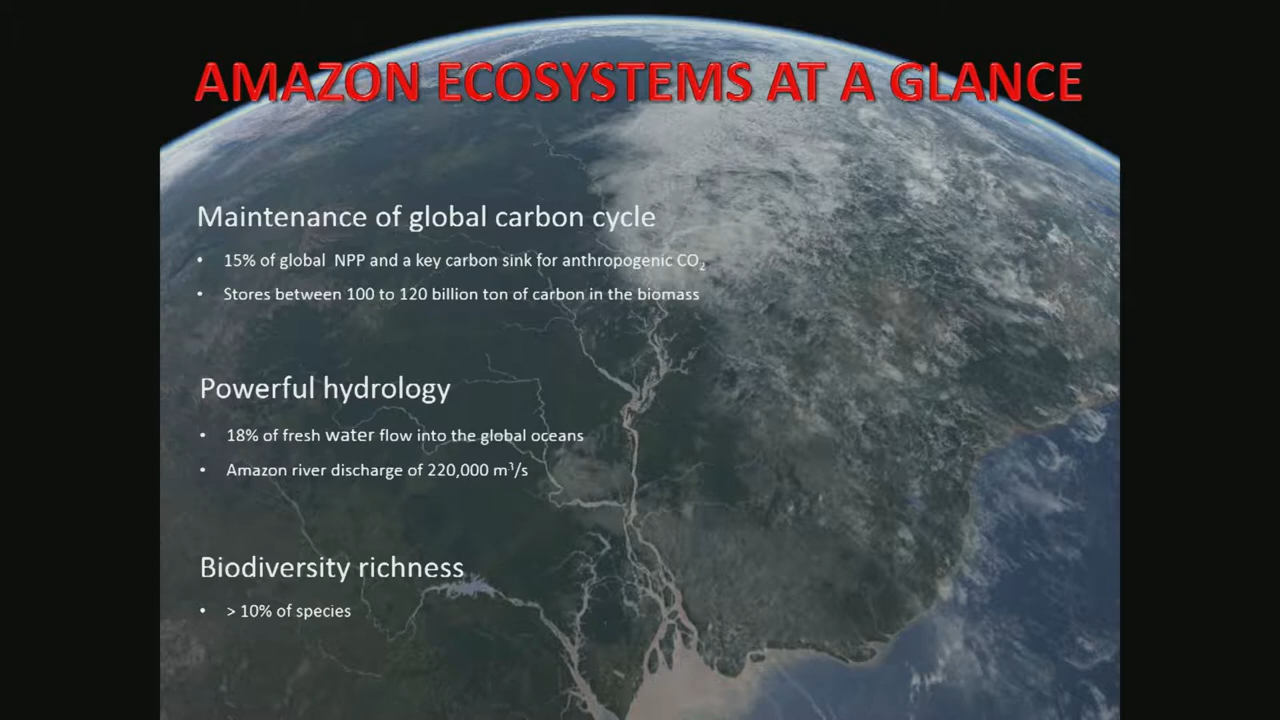 AMAZON ECOSYSTEMS AT A GLANCE
Maintenance of global carbon cycle
• 15% of global NPP and a key carbon sink for anthropogenic CO₂
• Stores between 100 to 120 billion ton of carbon in the biomass
Powerful hydrology
• 18% of fresh water flow into the global oceans
• Amazon river discharge of 220,000 m³/s
Biodiversity richness
• > 10% of species